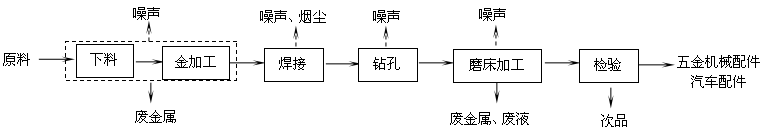 噪声
噪声、烟尘
噪声
噪声
原料
下料
金加工
焊接
钻孔
磨床加工
检验
五金机械配件
汽车配件
废金属
废金属、废液
次品